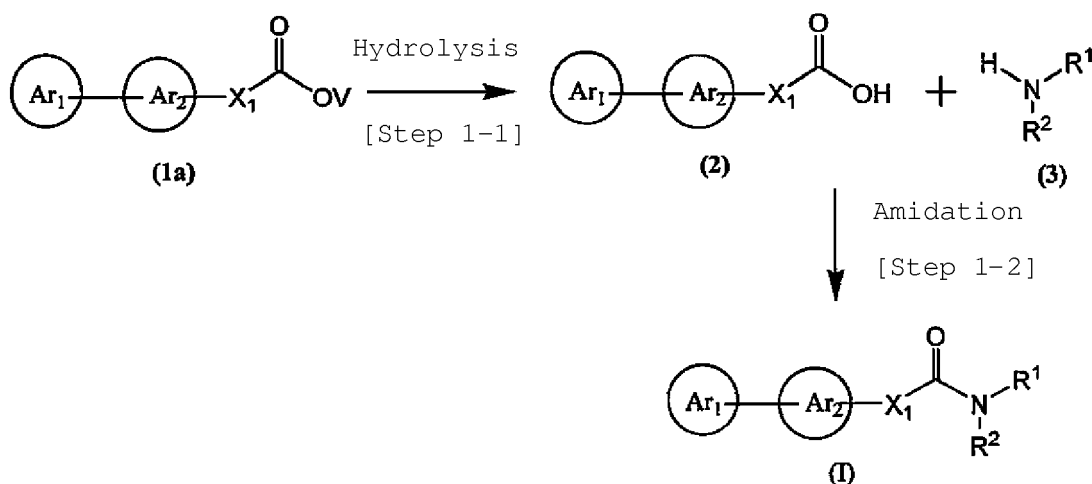 Ar₁ Ar₂ X₁ O OV
(1a)
Hydrolysis
[Step 1-1]
Ar₁ Ar₂ X₁ O OH
(2)
+
H N R¹ R²
(3)
Amidation
[Step 1-2]
Ar₁ Ar₂ X₁ O N R¹ R²
(I)